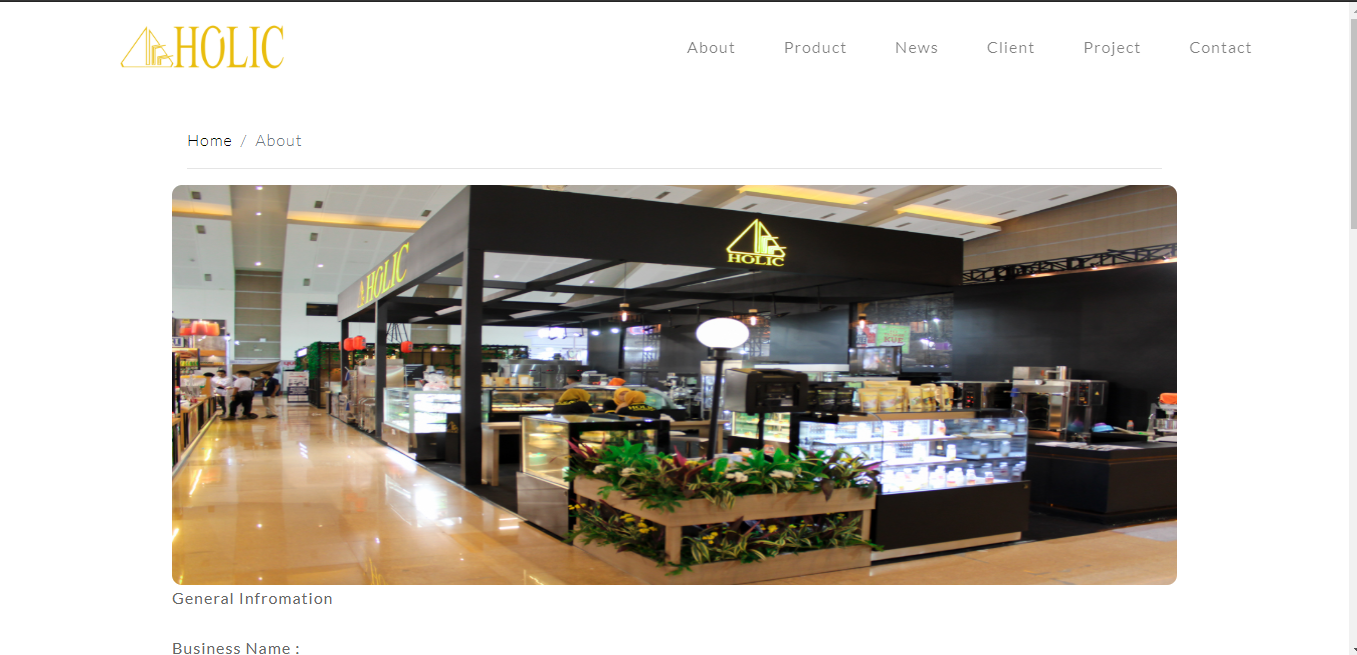 HOLIC
About Product News Client Project Contact
Home / About
HOLIC
HOLIC
General Infromation
Business Name :